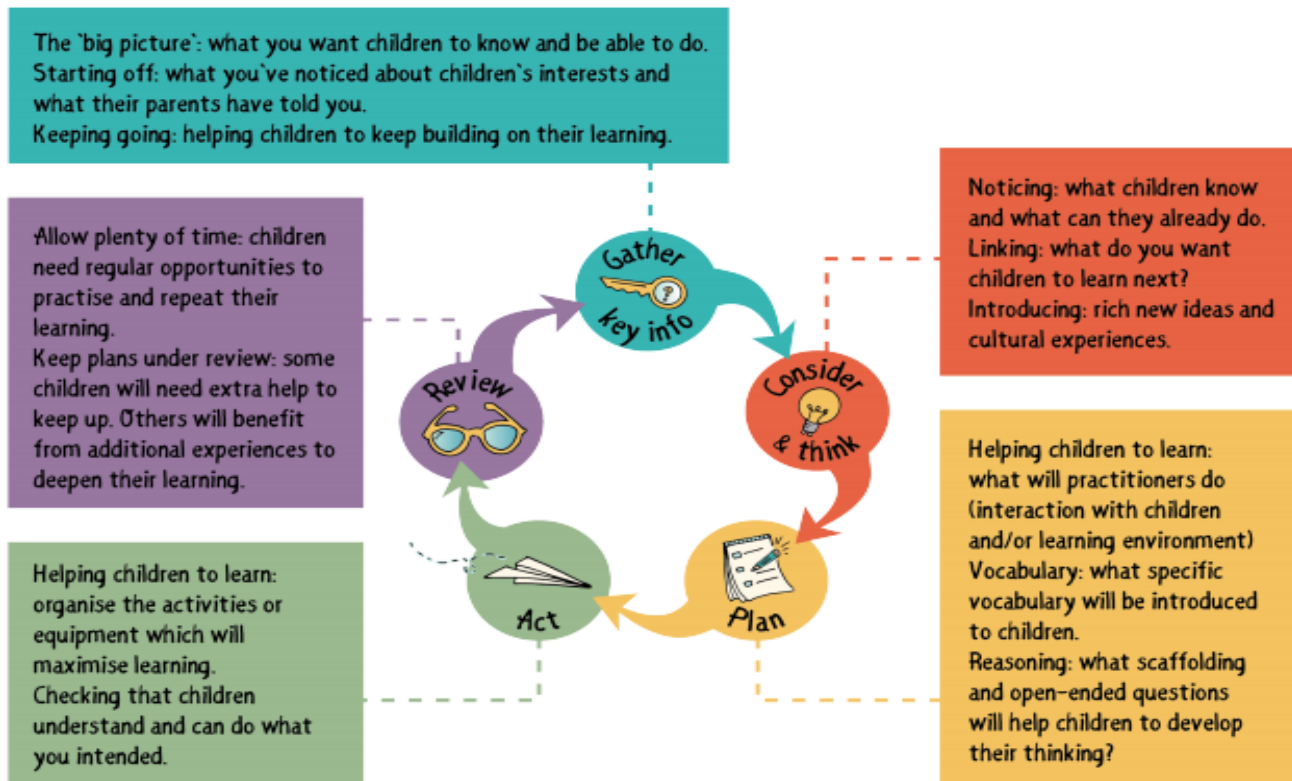 The `big picture`: what you want children to know and be able to do.
Starting off: what you`ve noticed about children`s interests and
what their parents have told you.
Keeping going: helping children to keep building on their learning.
Noticing: what children know
and what can they already do.
Linking: what do you want
children to learn next?
Introducing: rich new ideas and
cultural experiences.
Allow plenty of time: children
need regular opportunities to
practise and repeat their
learning.
Keep plans under review: some
children will need extra help to
keep up. Others will benefit
from additional experiences to
deepen their learning.
Gather
?
key info
Consider
& think
Review
Plan
Act
Helping children to learn:
what will practitioners do
(interaction with children
and/or learning environment)
Vocabulary: what specific
vocabulary will be introduced
to children.
Reasoning: what scaffolding
and open-ended questions
will help children to develop
their thinking?
Helping children to learn:
organise the activities or
equipment which will
maximise learning.
Checking that children
understand and can do what
you intended.